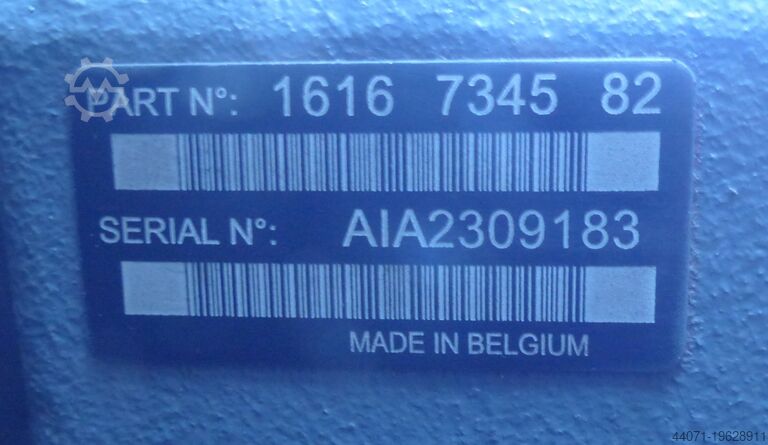 PART N°: 1616 7345 82
SERIAL N°: AIA2309183
MADE IN BELGIUM
44071-19628911